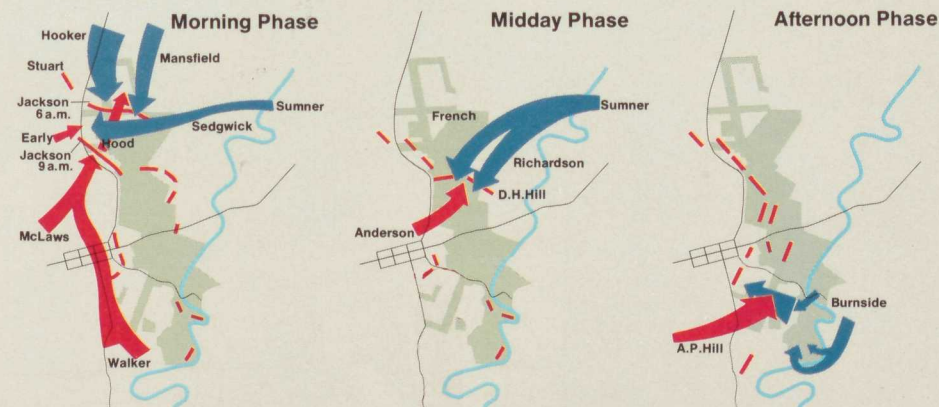 Morning Phase
Hooker
Mansfield
Stuart
Jackson
6 a.m.
Sumner
Sedgwick
Early
Hood
Jackson
9 a.m.
McLaws
Walker
Midday Phase
Sumner
French
Richardson
D.H.Hill
Anderson
Afternoon Phase
Burnside
A.P.Hill